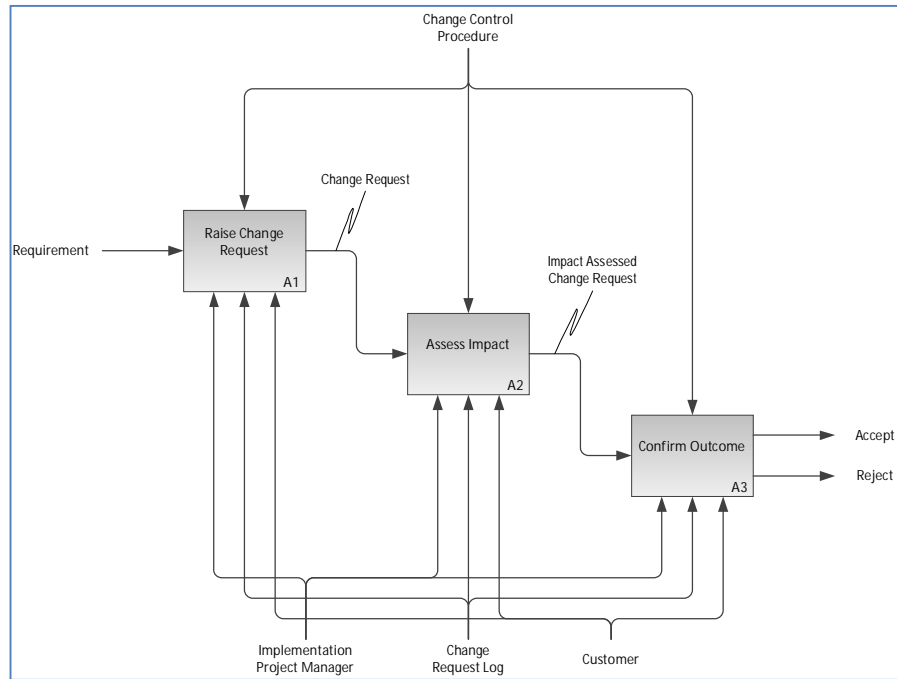 Change Control
Procedure
Change Request
Raise Change
Request
A1
Requirement
Impact Assessed
Change Request
Assess Impact
A2
Confirm Outcome
A3
Accept
Reject
Implementation
Project Manager
Change
Request Log
Customer